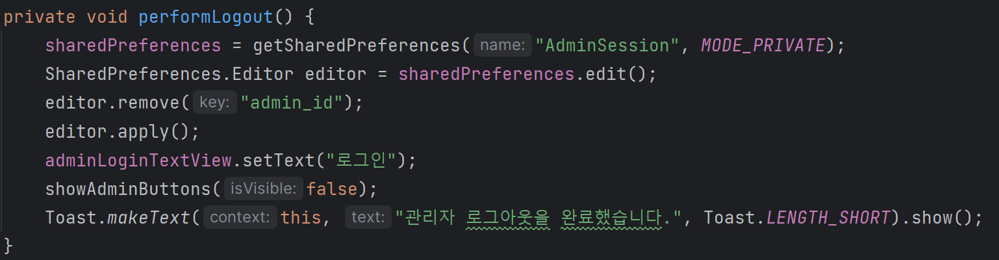 private void performLogout() {
sharedPreferences = getSharedPreferences( name: "AdminSession", MODE_PRIVATE);
SharedPreferences.Editor editor = sharedPreferences.edit();
editor.remove( key: "admin_id");
editor.apply();
adminLoginTextView.setText("로그인");
showAdminButtons( isVisible: false);
Toast.makeText( context: this, text: "관리자 로그아웃을 완료했습니다.", Toast.LENGTH_SHORT).show();
}